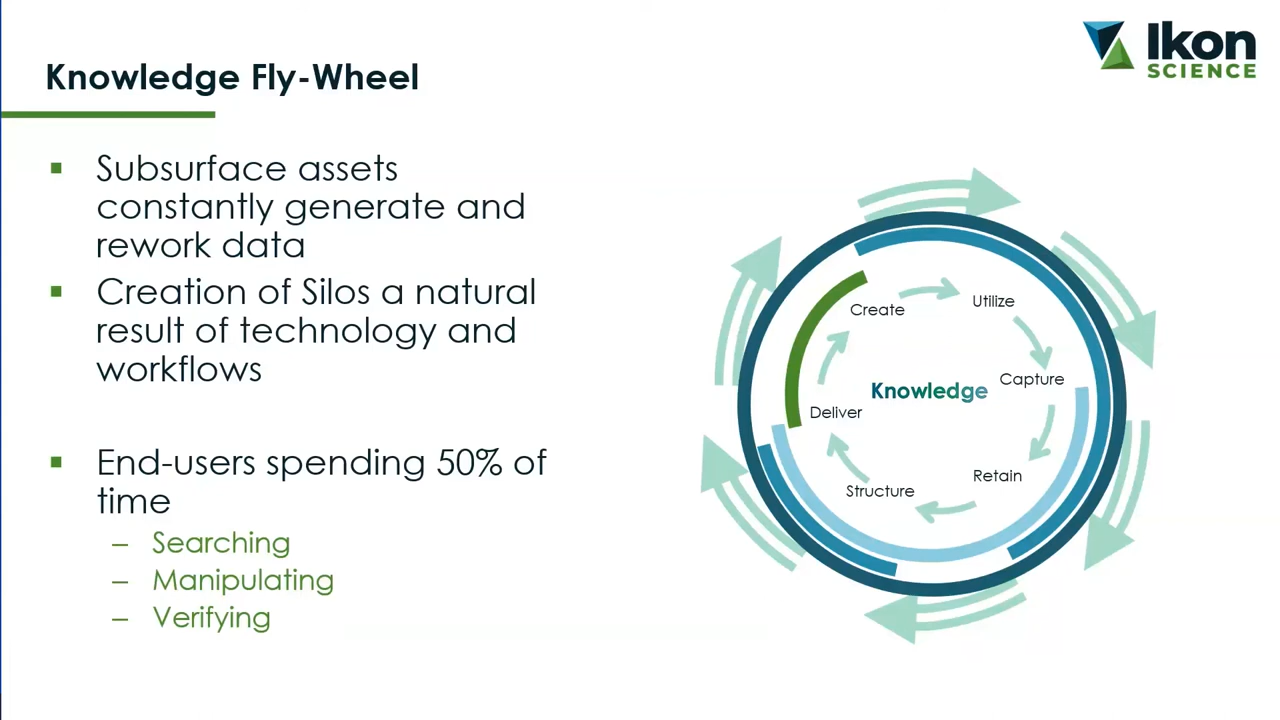 Ikon
SCIENCE
Knowledge Fly-Wheel
Subsurface assets
constantly generate and
rework data
Creation of Silos a natural
result of technology and
workflows
End-users spending 50% of
time
– Searching
– Manipulating
– Verifying
Create
Utilize
Capture
Knowledge
Deliver
Retain
Structure